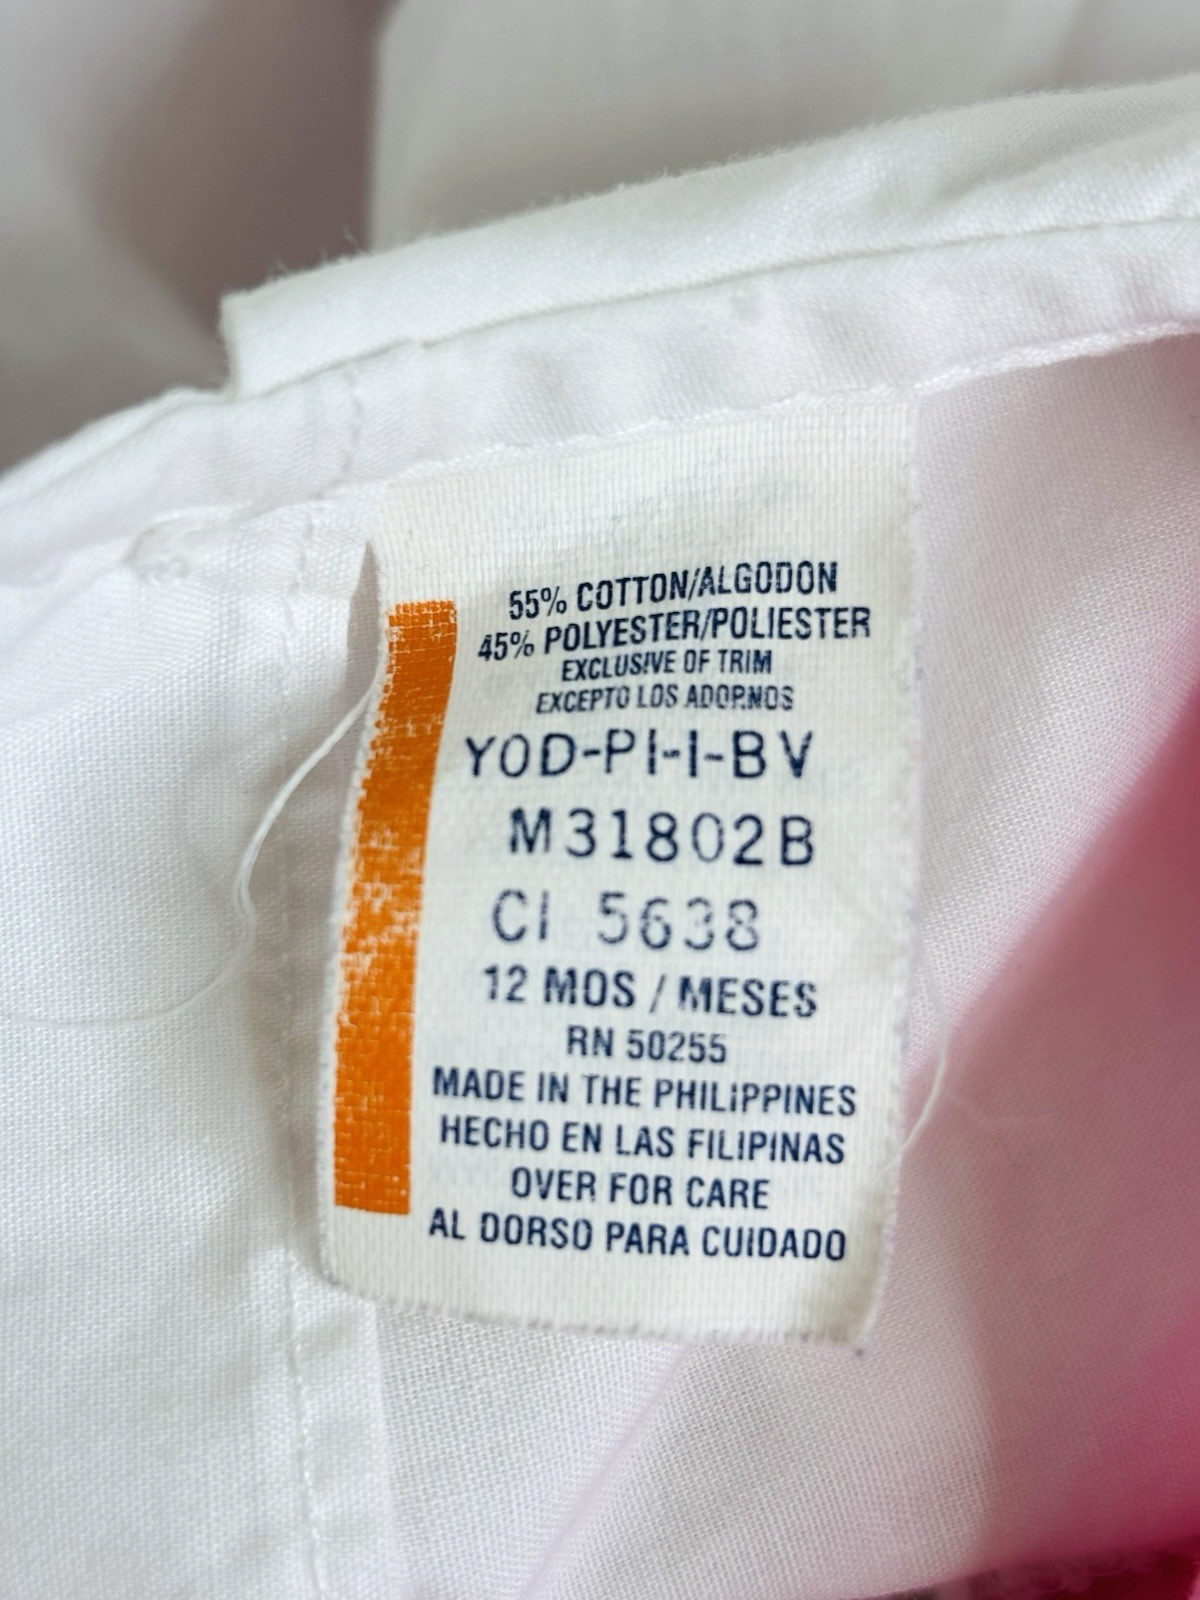 55% COTTON/ALGODON
45% POLYESTER/POLIESTER
EXCLUSIVE OF TRIM
EXCEPTO LOS ADORNOS
YOD-PI-I-BV
M31802B
CI 5638
12 MOS / MESES
RN 50255
MADE IN THE PHILIPPINES
HECHO EN LAS FILIPINAS
OVER FOR CARE
AL DORSO PARA CUIDADO